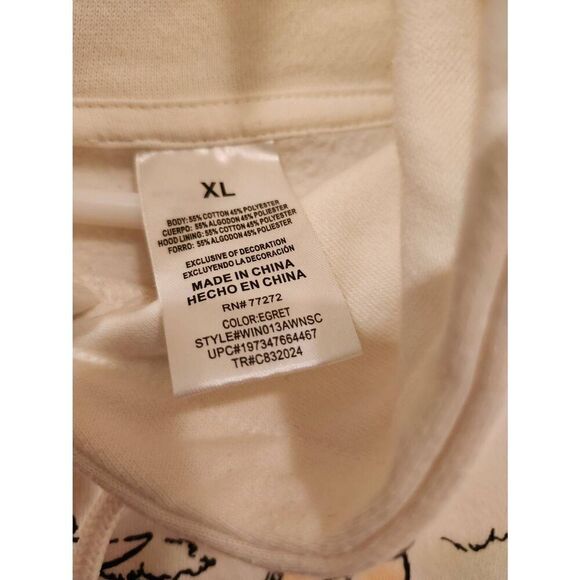 XL
BODY: 55% COTTON 45% POLYESTER
CUERPO: 55% ALGODON 45% POLIESTER
HOOD LINING: 55% COTTON 45% POLYESTER
FORRO: 55% ALGODON 45% POLIESTER
EXCLUSIVE OF DECORATION
EXCLUYENDO LA DECORACIÓN
MADE IN CHINA
HECHO EN CHINA
RN# 77272
COLOR:EGRET
STYLE#WIN013AWNSC
UPC#197347664467
TR#C832024